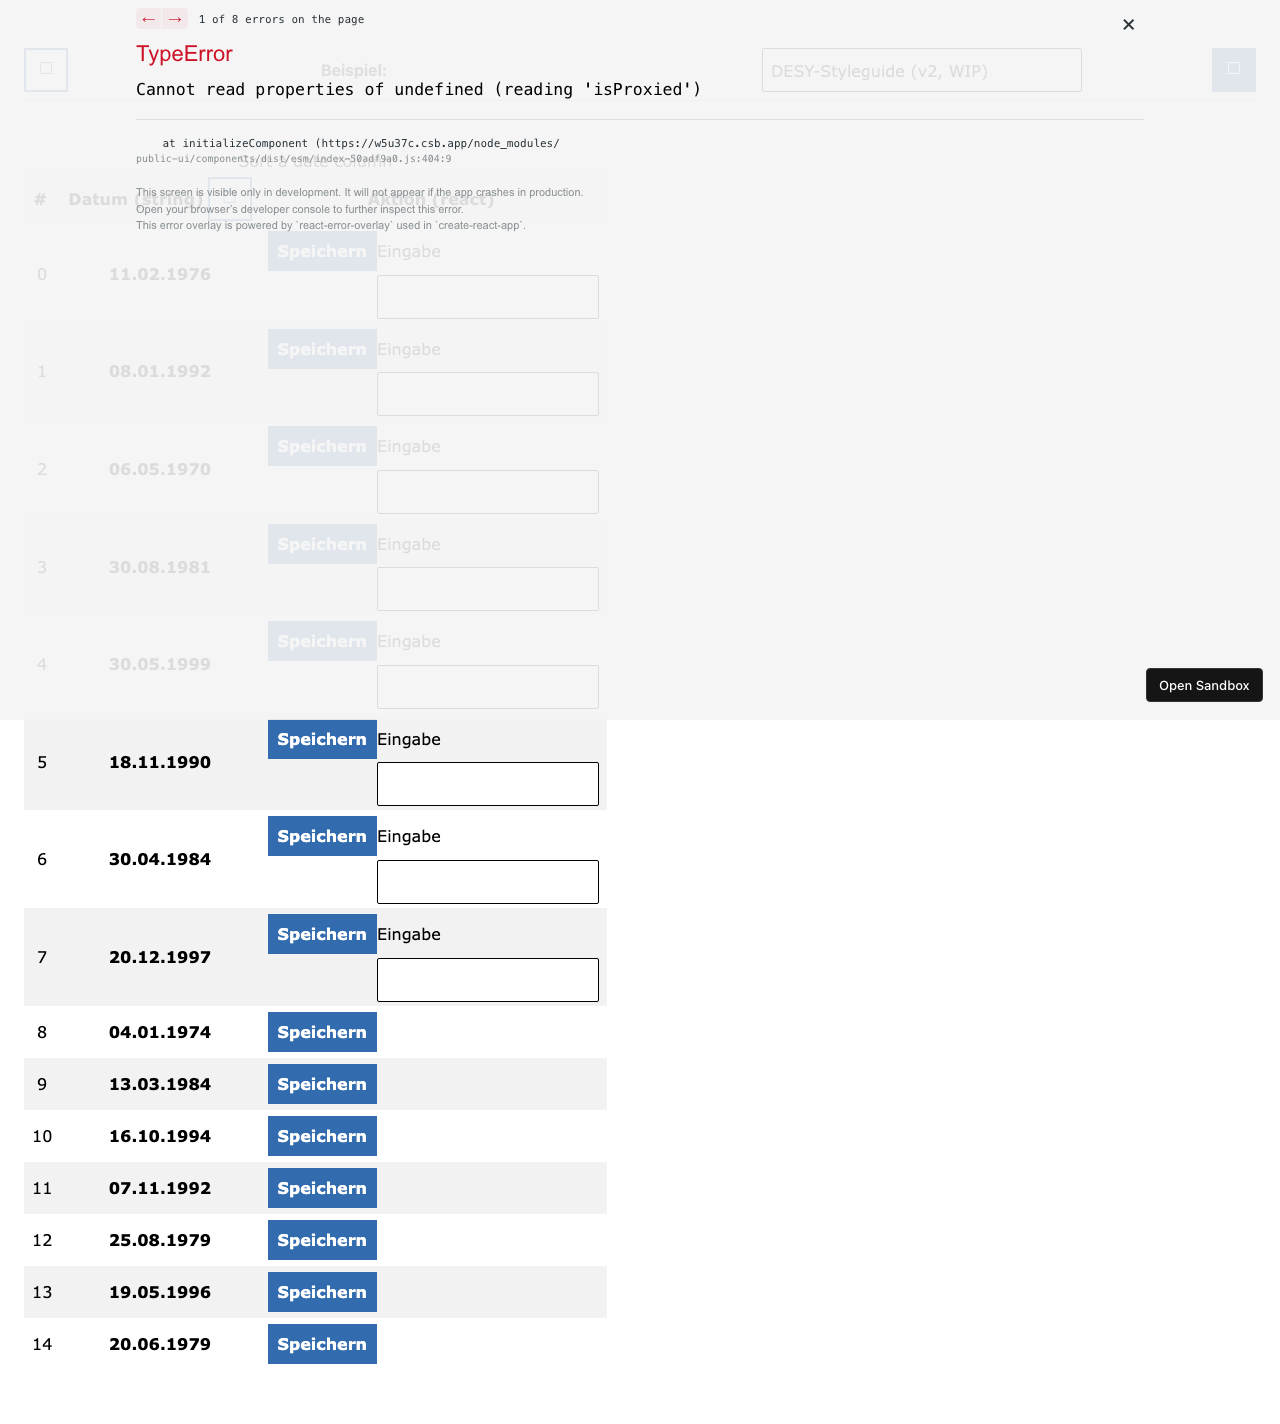 ← → 1 of 8 errors on the page ✕
TypeError
Beispiel: DESY-Styleguide (v2, WIP)
Cannot read properties of undefined (reading 'isProxied')
at initializeComponent (https://w5u37c.csb.app/node_modules/
public-ui/components/dist/esm/index-50adf9a0.js:404:9
Sort a date column
This screen is visible only in development. It will not appear if the app crashes in production.
# Datum (string) Aktion (react)
Open your browser's developer console to further inspect this error.
This error overlay is powered by `react-error-overlay` used in `create-react-app`.
Speichern Eingabe
0 11.02.1976
Speichern Eingabe
1 08.01.1992
Speichern Eingabe
2 06.05.1970
Speichern Eingabe
3 30.08.1981
Speichern Eingabe
4 30.05.1999
Open Sandbox
Speichern Eingabe
5 18.11.1990
Speichern Eingabe
6 30.04.1984
Speichern Eingabe
7 20.12.1997
8 04.01.1974 Speichern
9 13.03.1984 Speichern
10 16.10.1994 Speichern
11 07.11.1992 Speichern
12 25.08.1979 Speichern
13 19.05.1996 Speichern
14 20.06.1979 Speichern